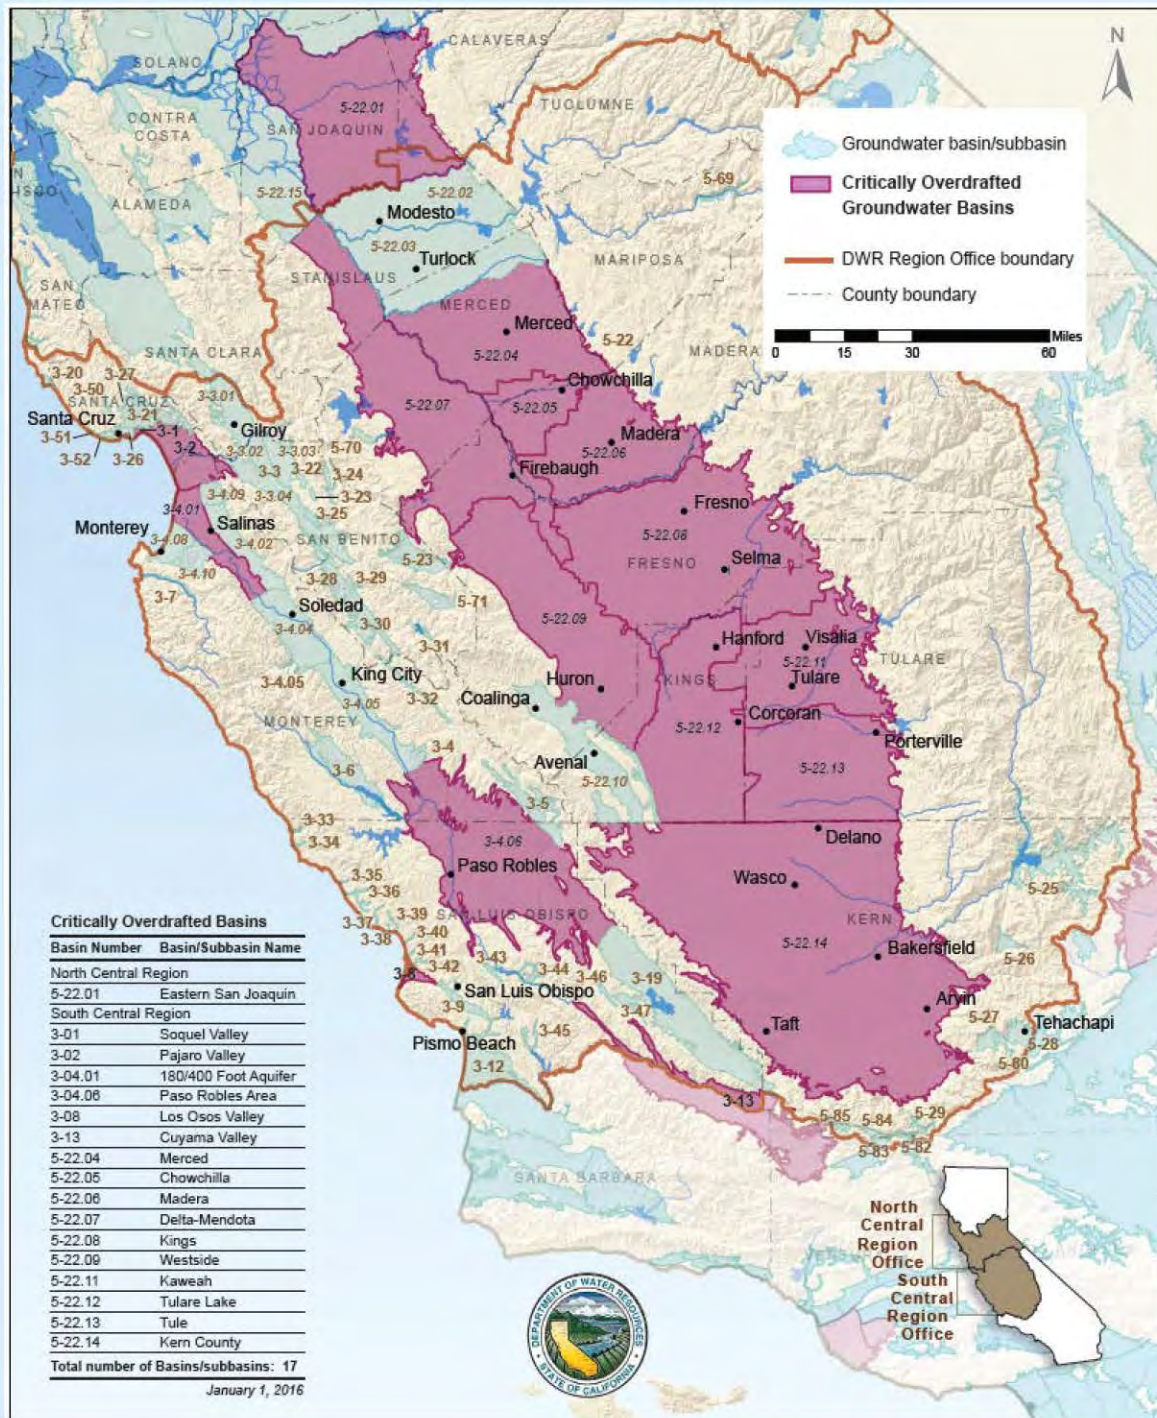 SOLANO
CALAVERAS
N
5-22.01
TUOLUMNE
CONTRA
COSTA
SAN JOAQUIN
Groundwater basin/subbasin
Critically Overdrafted
Groundwater Basins
5-22.15
5-22.02
5-69
ISCO
ALAMEDA
Modesto
5-22.03
Turlock
STANISLAUS
MARIPOSA
DWR Region Office boundary
County boundary
SAN
MATEO
MERCED
Merced
Miles
0 15 30 60
SANTA CLARA
5-22.04
5-22
MADERA
3-20
3-27
3-50
SANTA CRUZ
3-3.01
Chowchilla
5-22.07
5-22.05
Santa Cruz
3-21
3-1
Gilroy
Madera
5-22.06
3-51
3-52
3-26
3-2
3-3.02
3-3.03
5-70
3-3
3-22
3-24
Firebaugh
3-4.09
3-3.04
3-23
3-25
Fresno
3-4.01
Salinas
5-22.08
Monterey
3-4.08
3-4.02
SAN BENITO
5-23
FRESNO
Selma
3-4.10
3-28
3-29
3-7
Soledad
5-71
5-22.09
3-4.04
3-30
3-31
Hanford
Visalia
5-22.11
TULARE
King City
3-4.05
Huron
KINGS
Tulare
3-4.05
3-32
Coalinga
MONTEREY
Corcoran
5-22.12
Porterville
3-4
Avenal
3-6
5-22.10
5-22.13
3-5
3-33
3-34
3-4.06
Delano
Paso Robles
Wasco
3-35
3-36
5-25
3-37
3-39
SAN LUIS OBISPO
KERN
3-38
3-40
3-41
3-42
3-43
5-22.14
Bakersfield
5-26
3-8
3-44
3-46
3-19
San Luis Obispo
3-9
3-47
Arvin
5-27
Tehachapi
3-45
Taft
5-28
Pismo Beach
5-80
3-12
3-13
5-85
5-84
5-29
5-83
5-82
SANTA BARBARA
Critically Overdrafted Basins
Basin Number Basin/Subbasin Name
North Central Region
5-22.01 Eastern San Joaquin
South Central Region
3-01 Soquel Valley
3-02 Pajaro Valley
3-04.01 180/400 Foot Aquifer
3-04.06 Paso Robles Area
3-08 Los Osos Valley
3-13 Cuyama Valley
5-22.04 Merced
5-22.05 Chowchilla
5-22.06 Madera
5-22.07 Delta-Mendota
5-22.08 Kings
5-22.09 Westside
5-22.11 Kaweah
5-22.12 Tulare Lake
5-22.13 Tule
5-22.14 Kern County
Total number of Basins/subbasins: 17
January 1, 2016
DEPARTMENT OF WATER RESOURCES
STATE OF CALIFORNIA
North
Central
Region
Office
South
Central
Region
Office